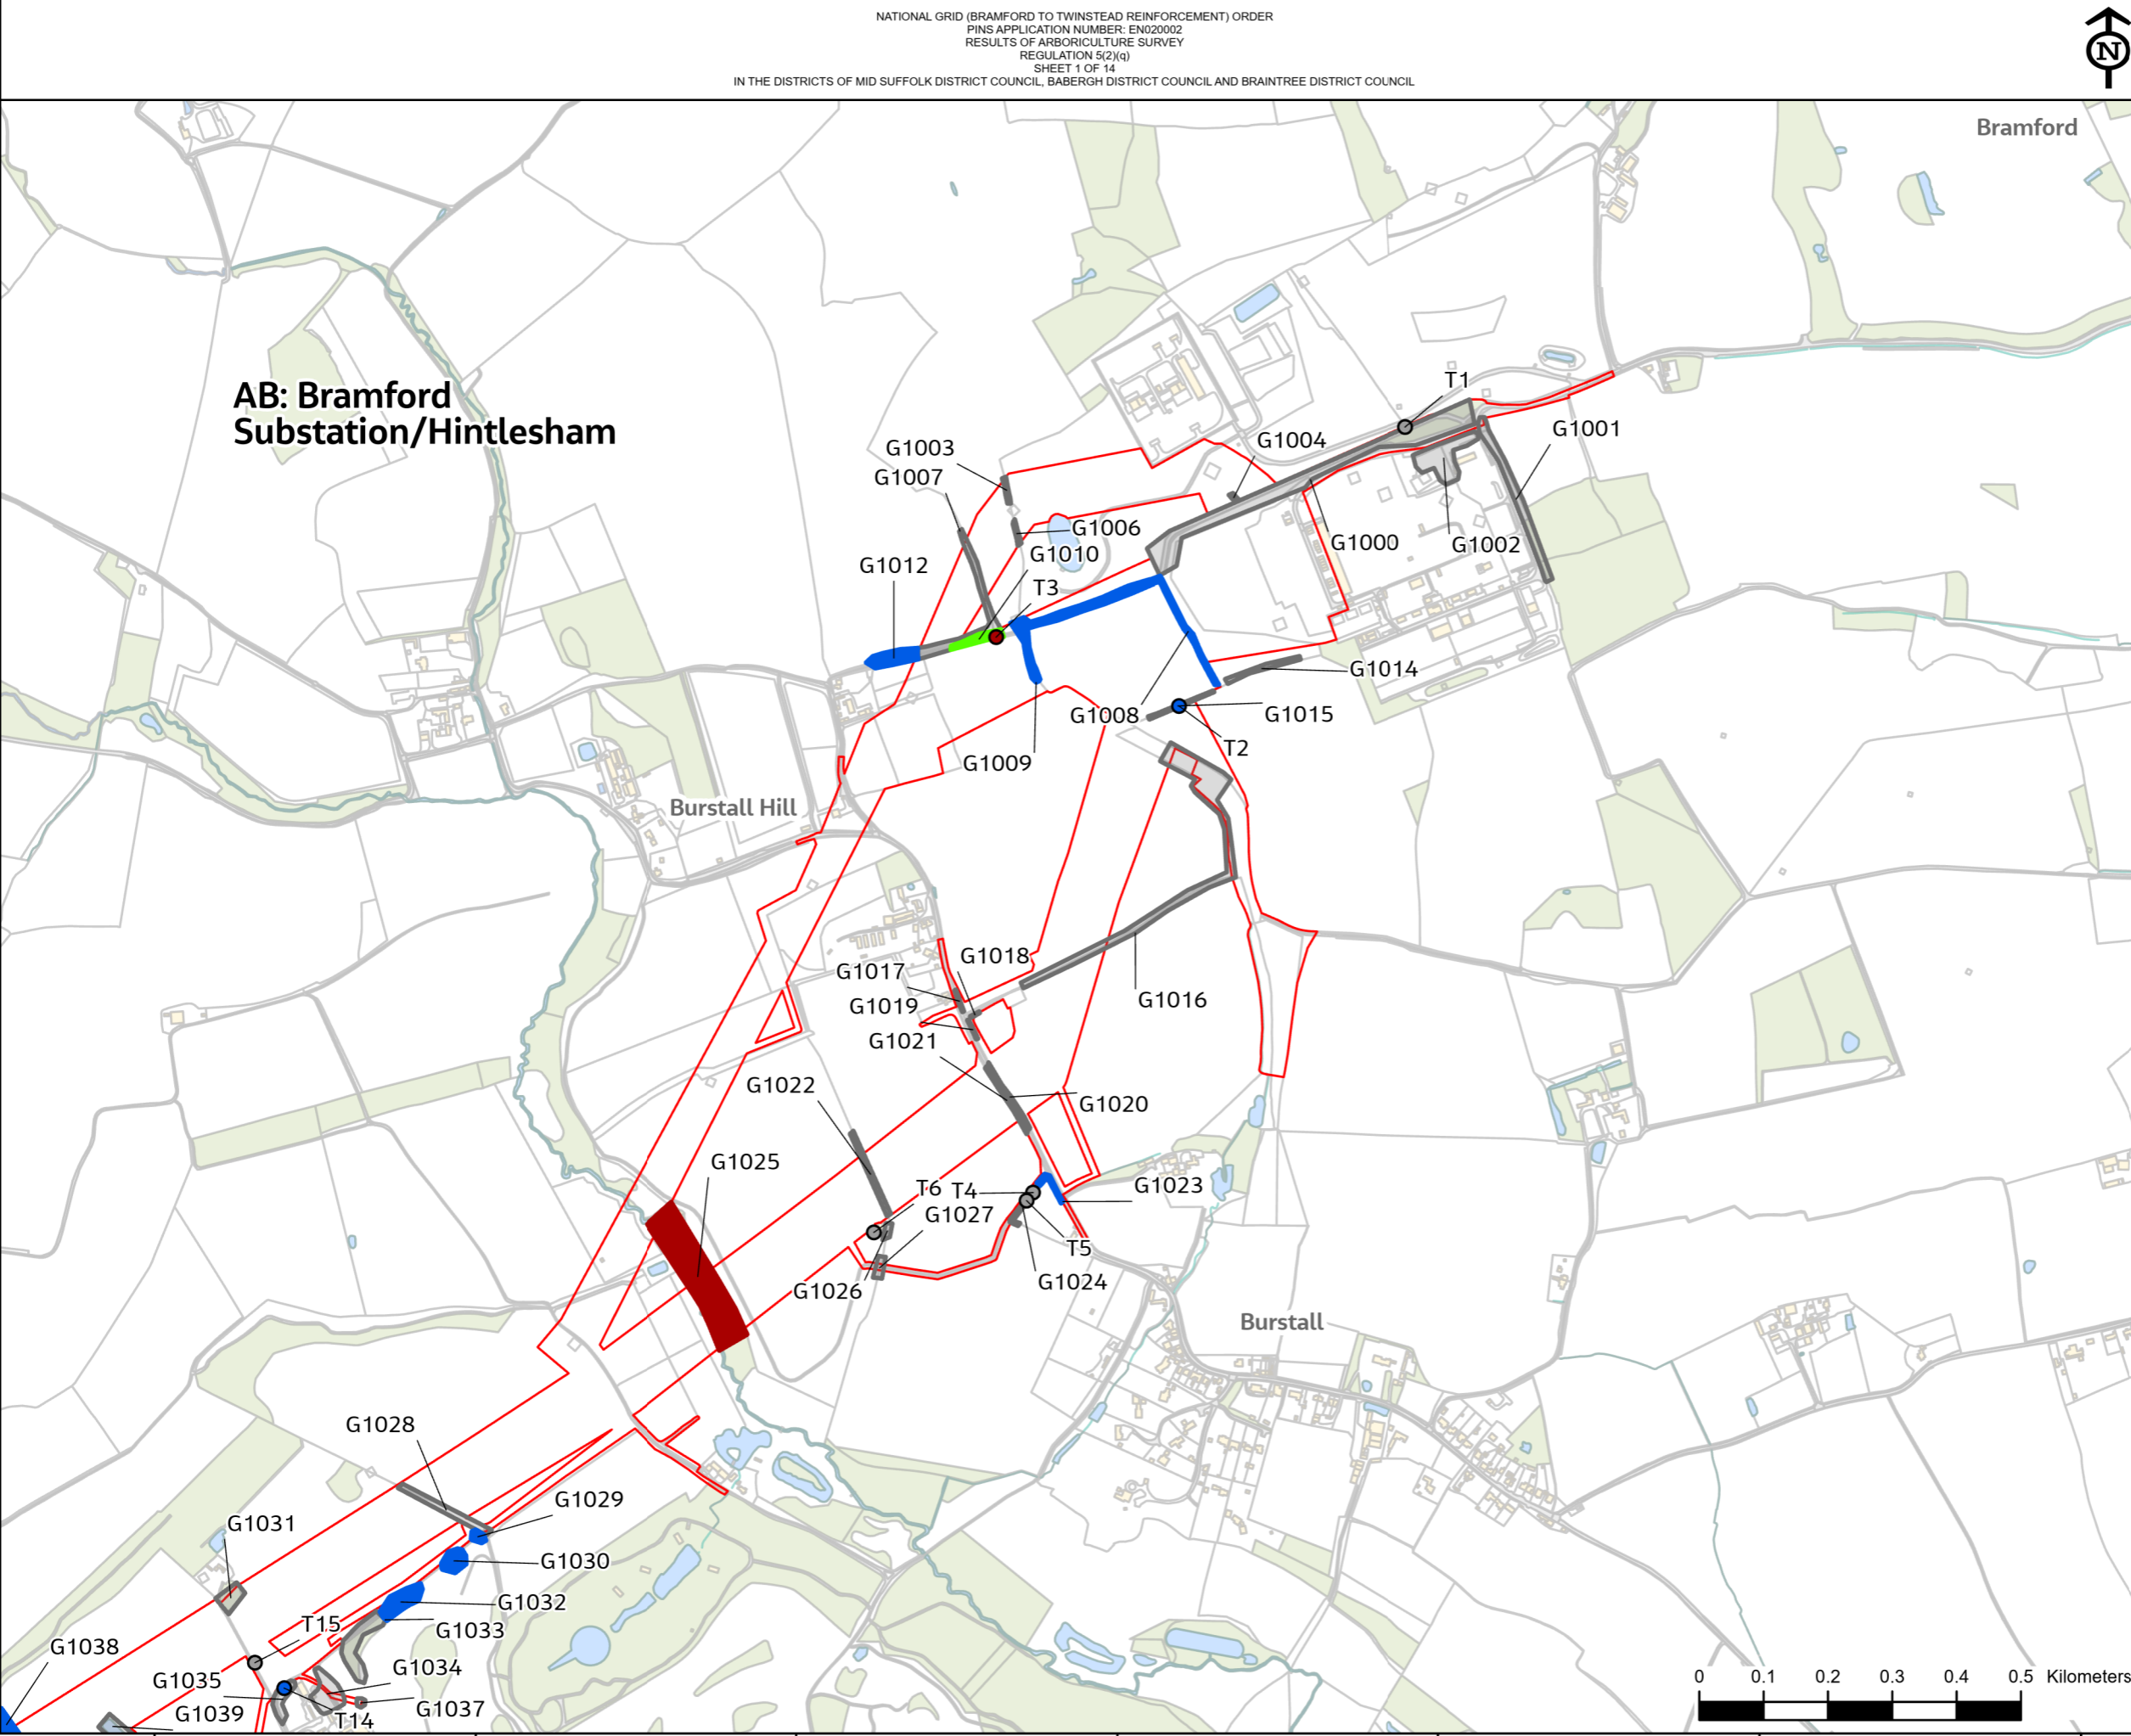 NATIONAL GRID (BRAMFORD TO TWINSTEAD REINFORCEMENT) ORDER
PINS APPLICATION NUMBER: EN020002
RESULTS OF ARBORICULTURE SURVEY
REGULATION 5(2)(q)
SHEET 1 OF 14
IN THE DISTRICTS OF MID SUFFOLK DISTRICT COUNCIL, BABERGH DISTRICT COUNCIL AND BRAINTREE DISTRICT COUNCIL
N
Bramford
AB: Bramford
Substation/Hintlesham
T1
G1001
G1004
G1003
G1007
G1006
G1000
G1002
G1010
G1012
T3
G1014
G1008
G1015
T2
G1009
Burstall Hill
G1018
G1017
G1016
G1019
G1021
G1022
G1020
G1025
T6
T4
G1023
G1027
T5
G1026
G1024
Burstall
G1028
G1029
G1031
G1030
G1032
T15
G1033
G1038
G1034
G1035
G1037
G1039
T14
0 0.1 0.2 0.3 0.4 0.5 Kilometers